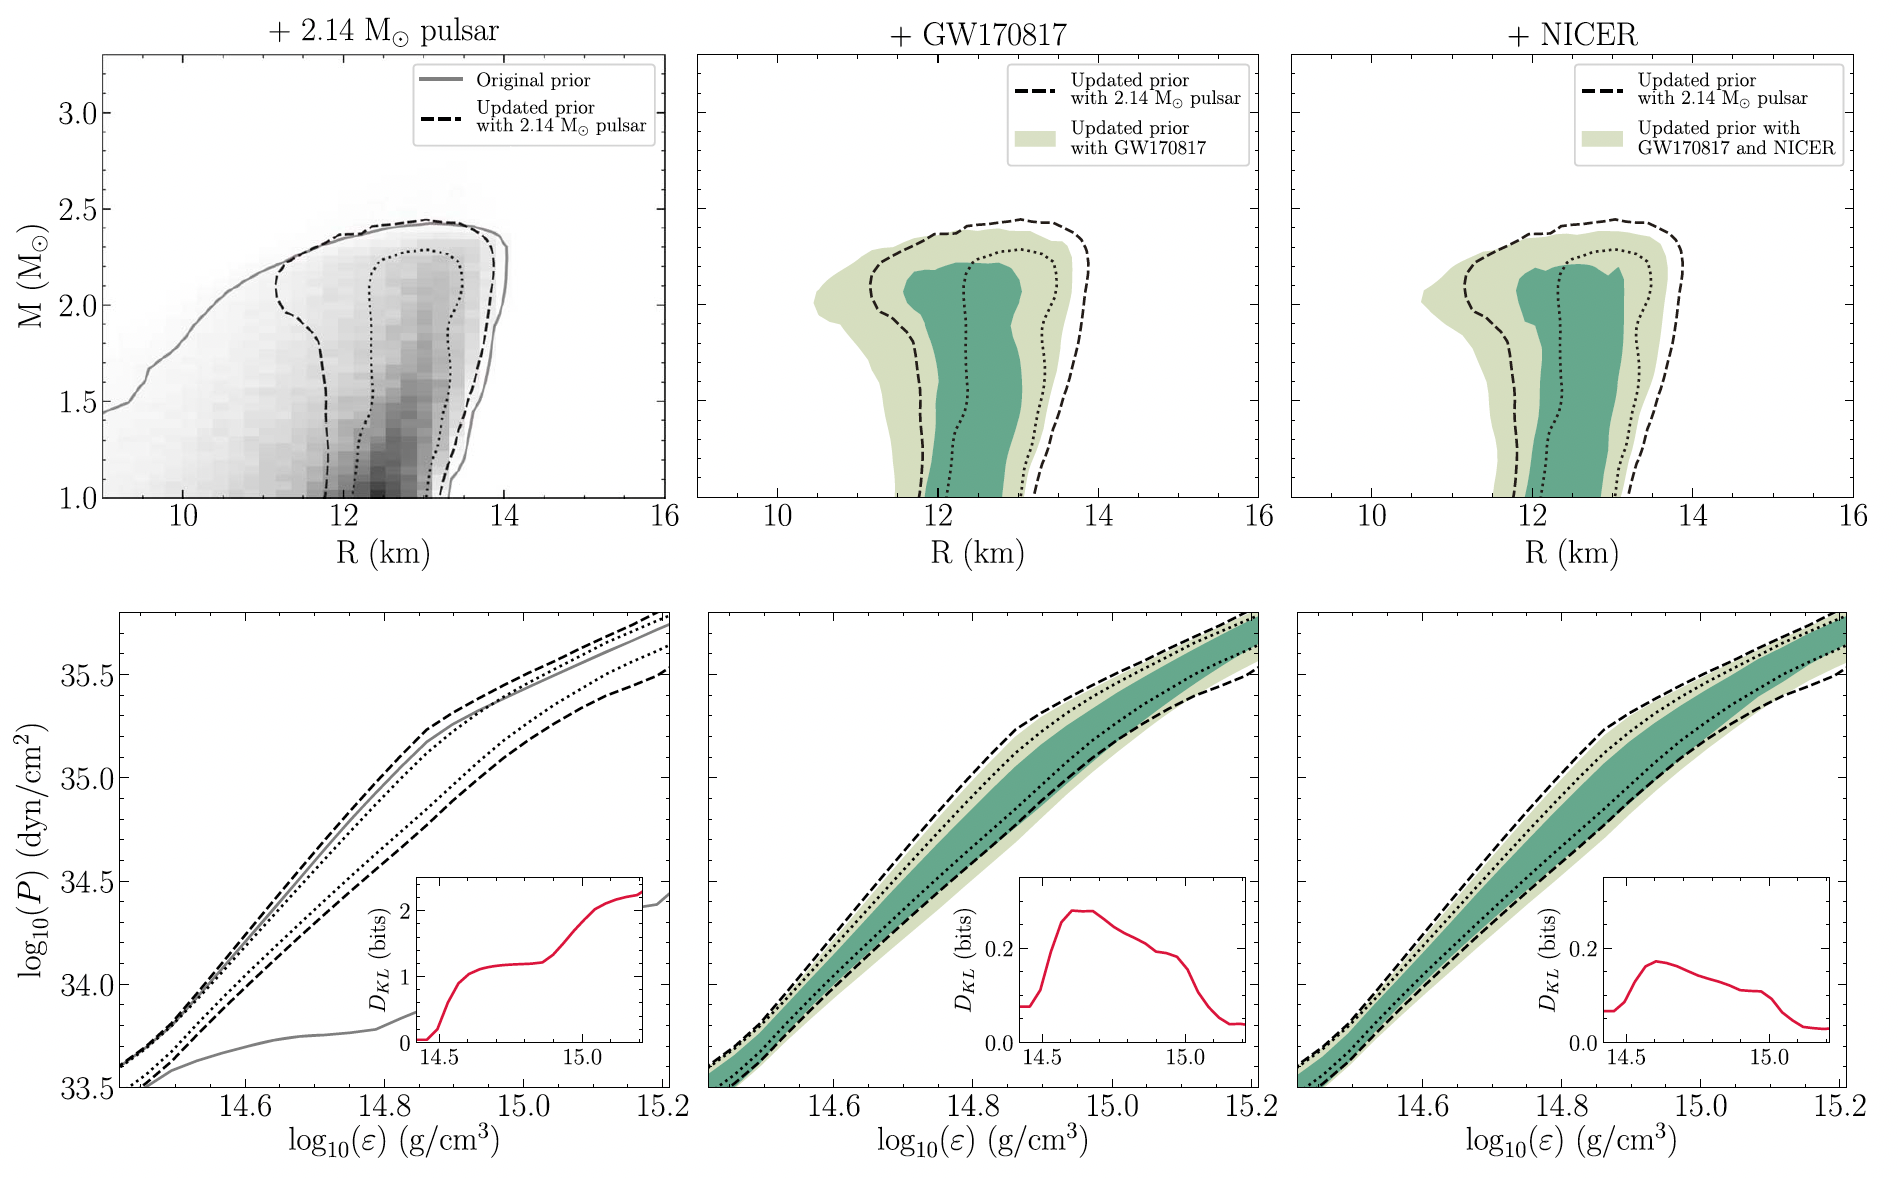 + 2.14 M⊙ pulsar
+ GW170817
+ NICER
Original prior
Updated prior
with 2.14 M⊙ pulsar
Updated prior
with 2.14 M⊙ pulsar
Updated prior
with GW170817
Updated prior
with 2.14 M⊙ pulsar
Updated prior with
GW170817 and NICER
M (M⊙)
3.0
2.5
2.0
1.5
1.0
10 12 14 16
10 12 14 16
10 12 14 16
R (km)
R (km)
R (km)
log₁₀(P) (dyn/cm²)
35.5
35.0
34.5
34.0
33.5
D_KL (bits)
2
1
0
14.5 15.0
D_KL (bits)
0.2
0.0
14.5 15.0
D_KL (bits)
0.2
0.0
14.5 15.0
14.6 14.8 15.0 15.2
14.6 14.8 15.0 15.2
14.6 14.8 15.0 15.2
log₁₀(ε) (g/cm³)
log₁₀(ε) (g/cm³)
log₁₀(ε) (g/cm³)